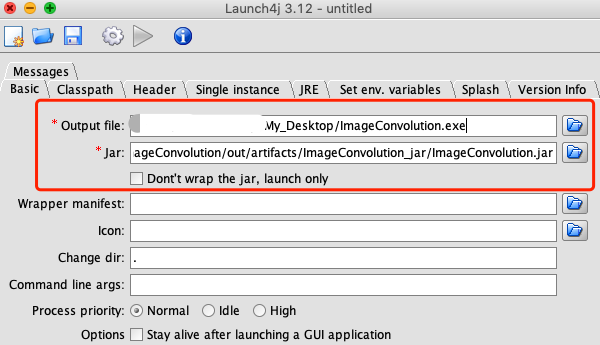 Launch4j 3.12 - untitled
Messages
Basic Classpath Header Single instance JRE Set env. variables Splash Version Info
* Output file: My_Desktop/ImageConvolution.exe
* Jar: ageConvolution/out/artifacts/ImageConvolution_jar/ImageConvolution.jar
Dont't wrap the jar, launch only
Wrapper manifest:
Icon:
Change dir: .
Command line args:
Process priority: Normal Idle High
Options Stay alive after launching a GUI application